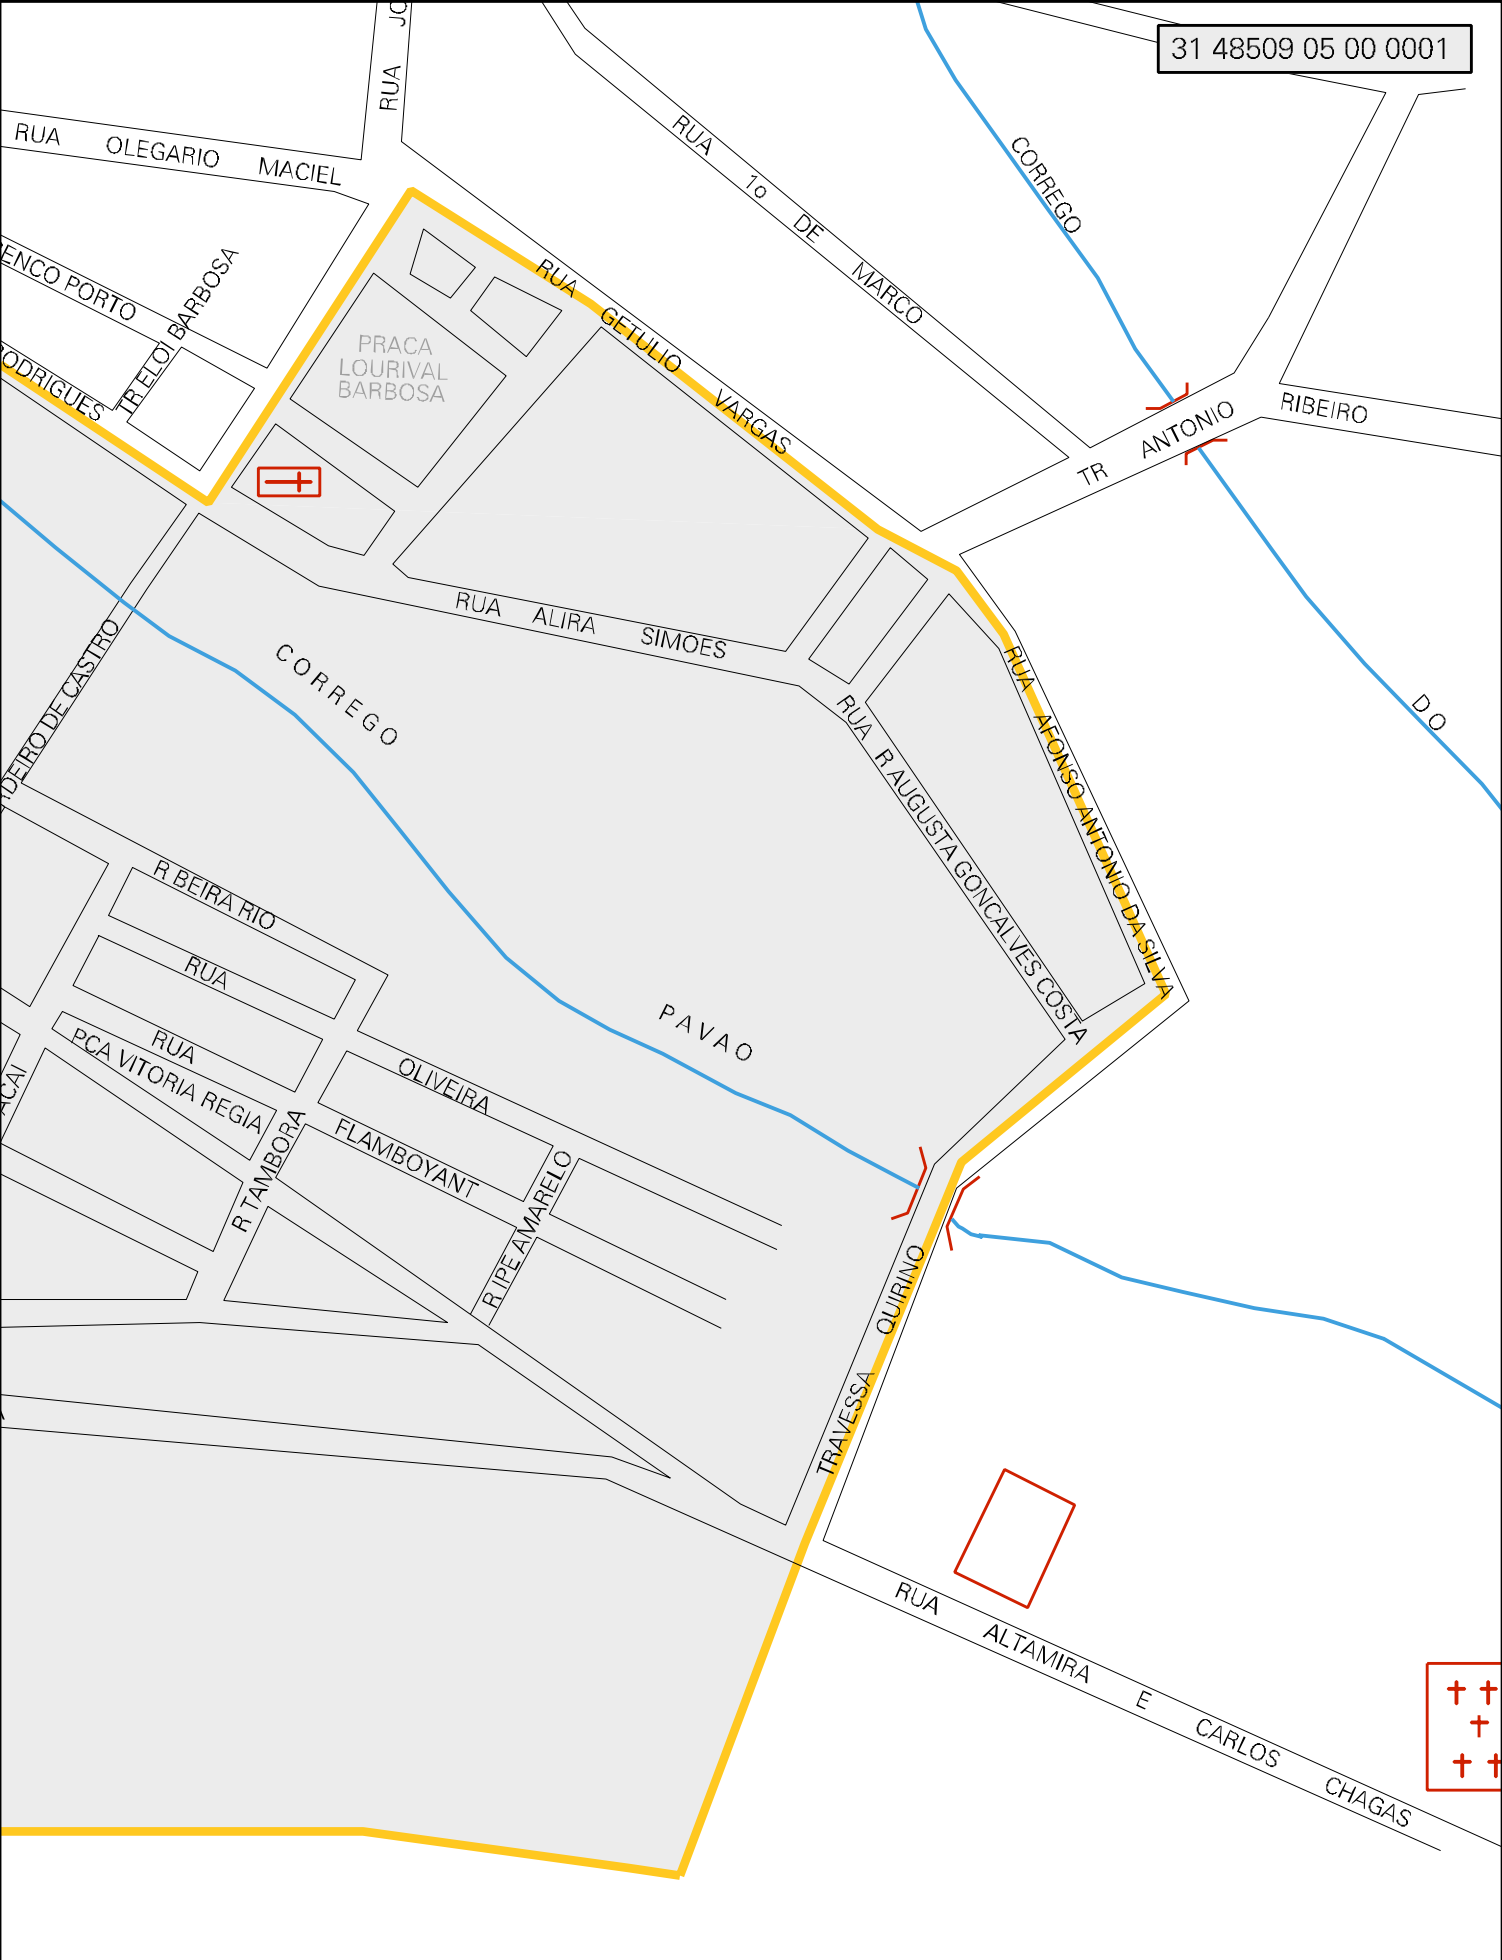 31 48509 05 00 0001
RUA
RUA OLEGARIO MACIEL
RUA 1o DE MARCO
CORREGO
PORTO
TR ELOI BARBOSA
RODRIGUES
PRACA
LOURIVAL
BARBOSA
RUA GETULIO VARGAS
TR ANTONIO RIBEIRO
RUA ALIRA SIMOES
CORREGO
DE CASTRO
RUA
R AUGUSTA GONCALVES COSTA
RUA AFONSO ANTONIO DA SILVA
DO
R BEIRA RIO
RUA
RUA
PCA VITORIA REGIA
PAVAO
OLIVEIRA
FLAMBOYANT
R TAMBORA
R IPE AMARELO
TRAVESSA QUIRINO
RUA ALTAMIRA E CARLOS CHAGAS